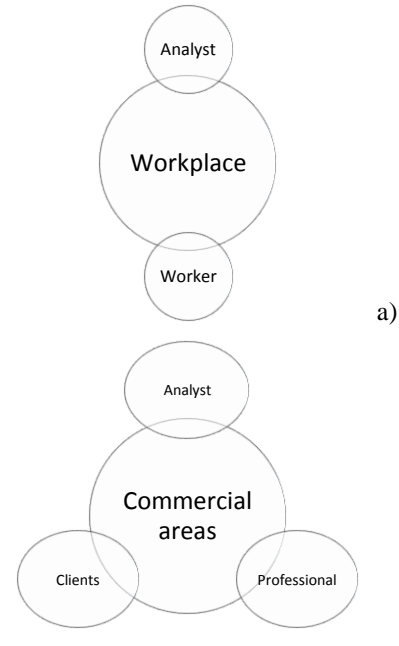 Analyst
Workplace
Worker
a)
Analyst
Commercial
areas
Clients
Professional